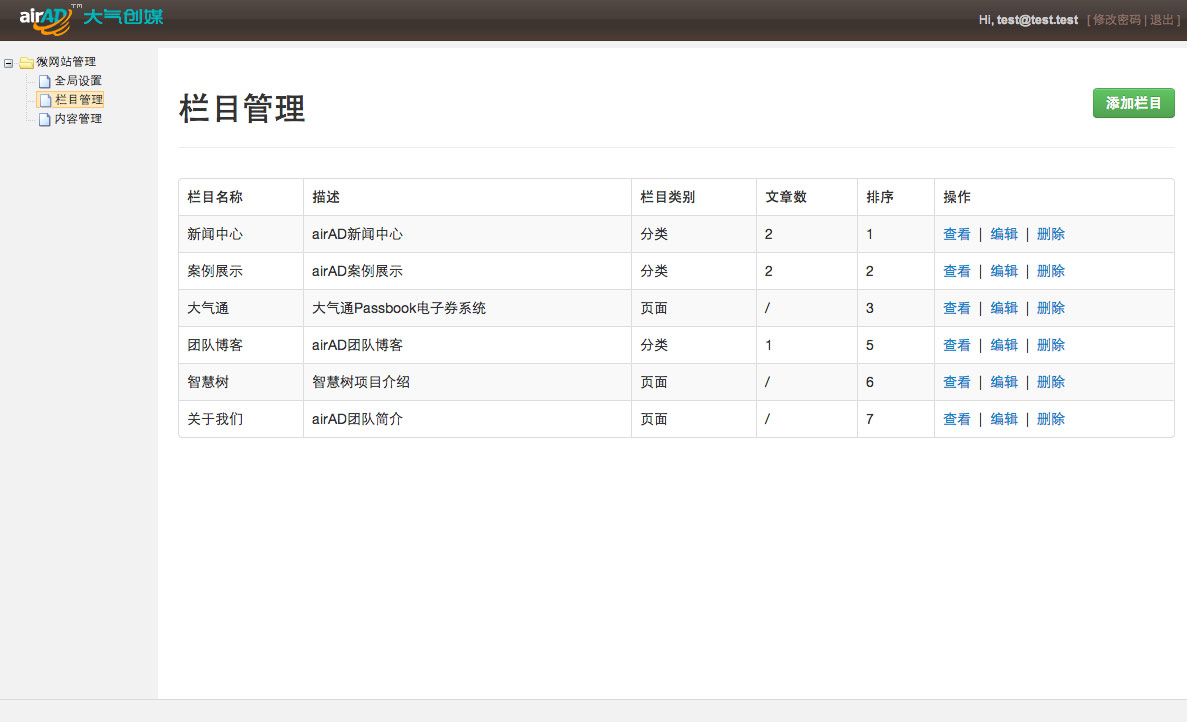 airAD™ 大气创媒
Hi, test@test.test [ 修改密码 | 退出 ]
微网站管理
全局设置
栏目管理
内容管理
栏目管理
添加栏目
栏目名称 描述 栏目类别 文章数 排序 操作
新闻中心 airAD新闻中心 分类 2 1 查看 | 编辑 | 删除
案例展示 airAD案例展示 分类 2 2 查看 | 编辑 | 删除
大气通 大气通Passbook电子券系统 页面 / 3 查看 | 编辑 | 删除
团队博客 airAD团队博客 分类 1 5 查看 | 编辑 | 删除
智慧树 智慧树项目介绍 页面 / 6 查看 | 编辑 | 删除
关于我们 airAD团队简介 页面 / 7 查看 | 编辑 | 删除